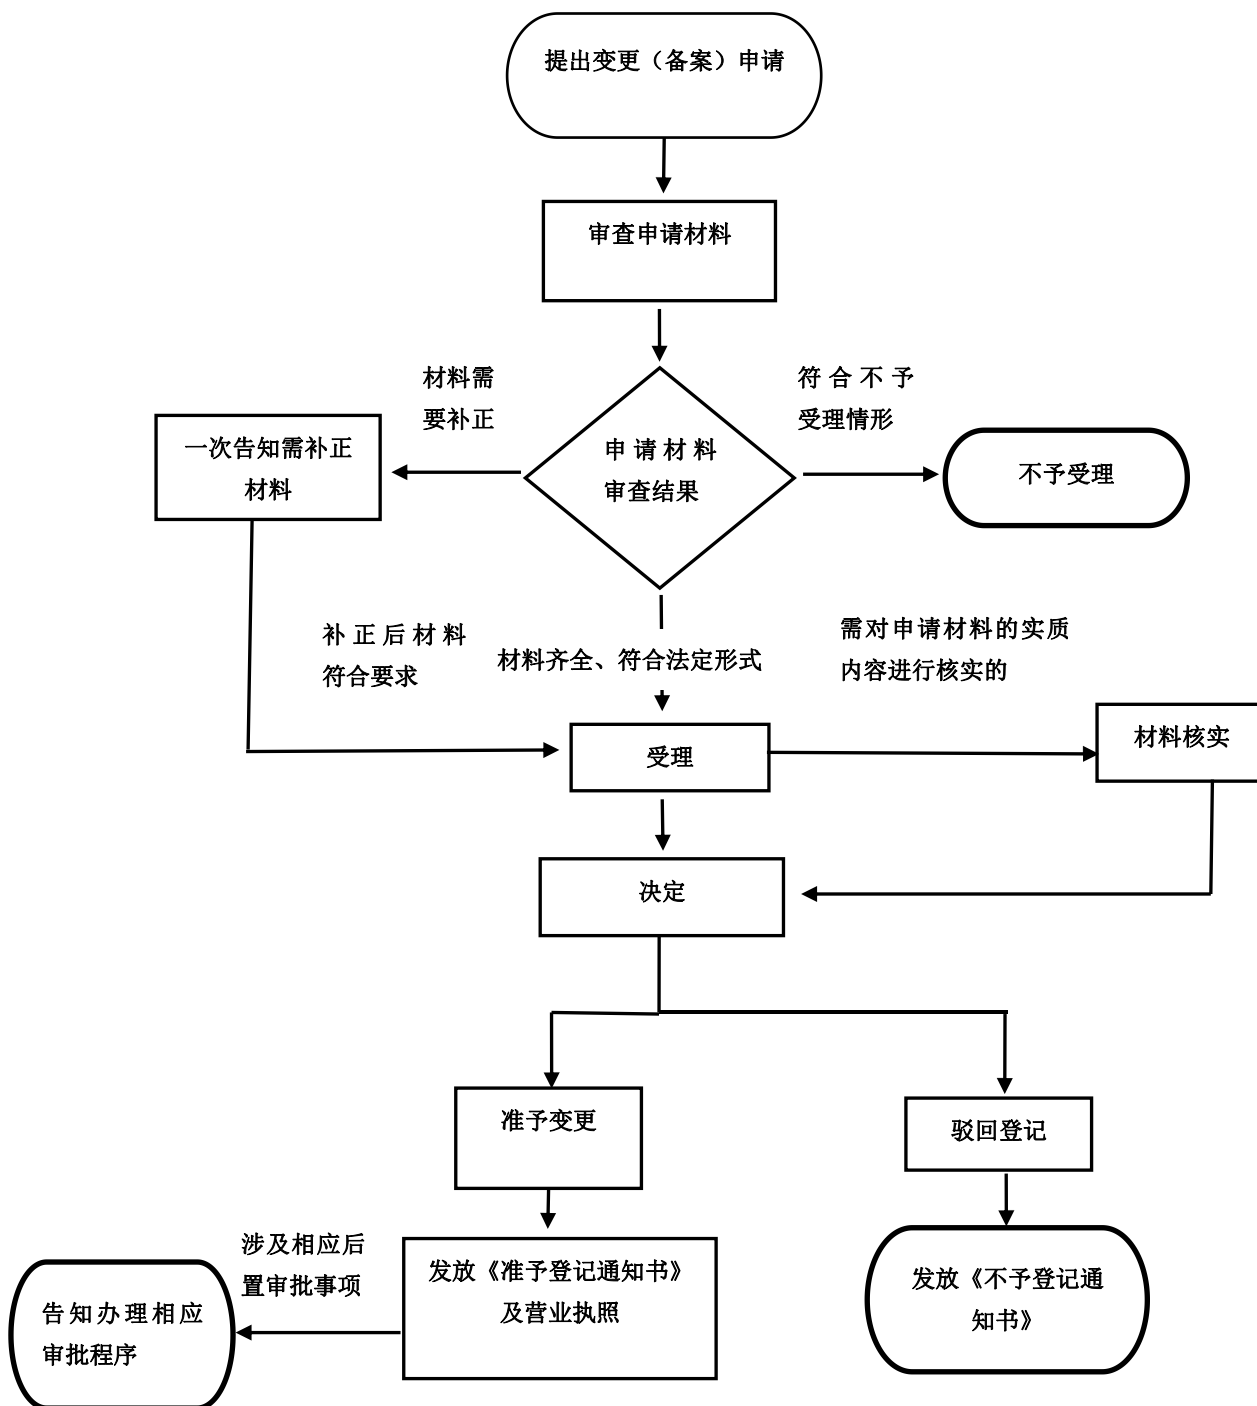 提出变更（备案）申请
审查申请材料
材料需
要补正
符合不予
受理情形
一次告知需补正
材料
申请材料
审查结果
不予受理
补正后材料
符合要求
材料齐全、符合法定形式
需对申请材料的实质
内容进行核实的
受理
材料核实
决定
准予变更
驳回登记
涉及相应后
置审批事项
发放《准予登记通知书》
及营业执照
发放《不予登记通
知书》
告知办理相应
审批程序